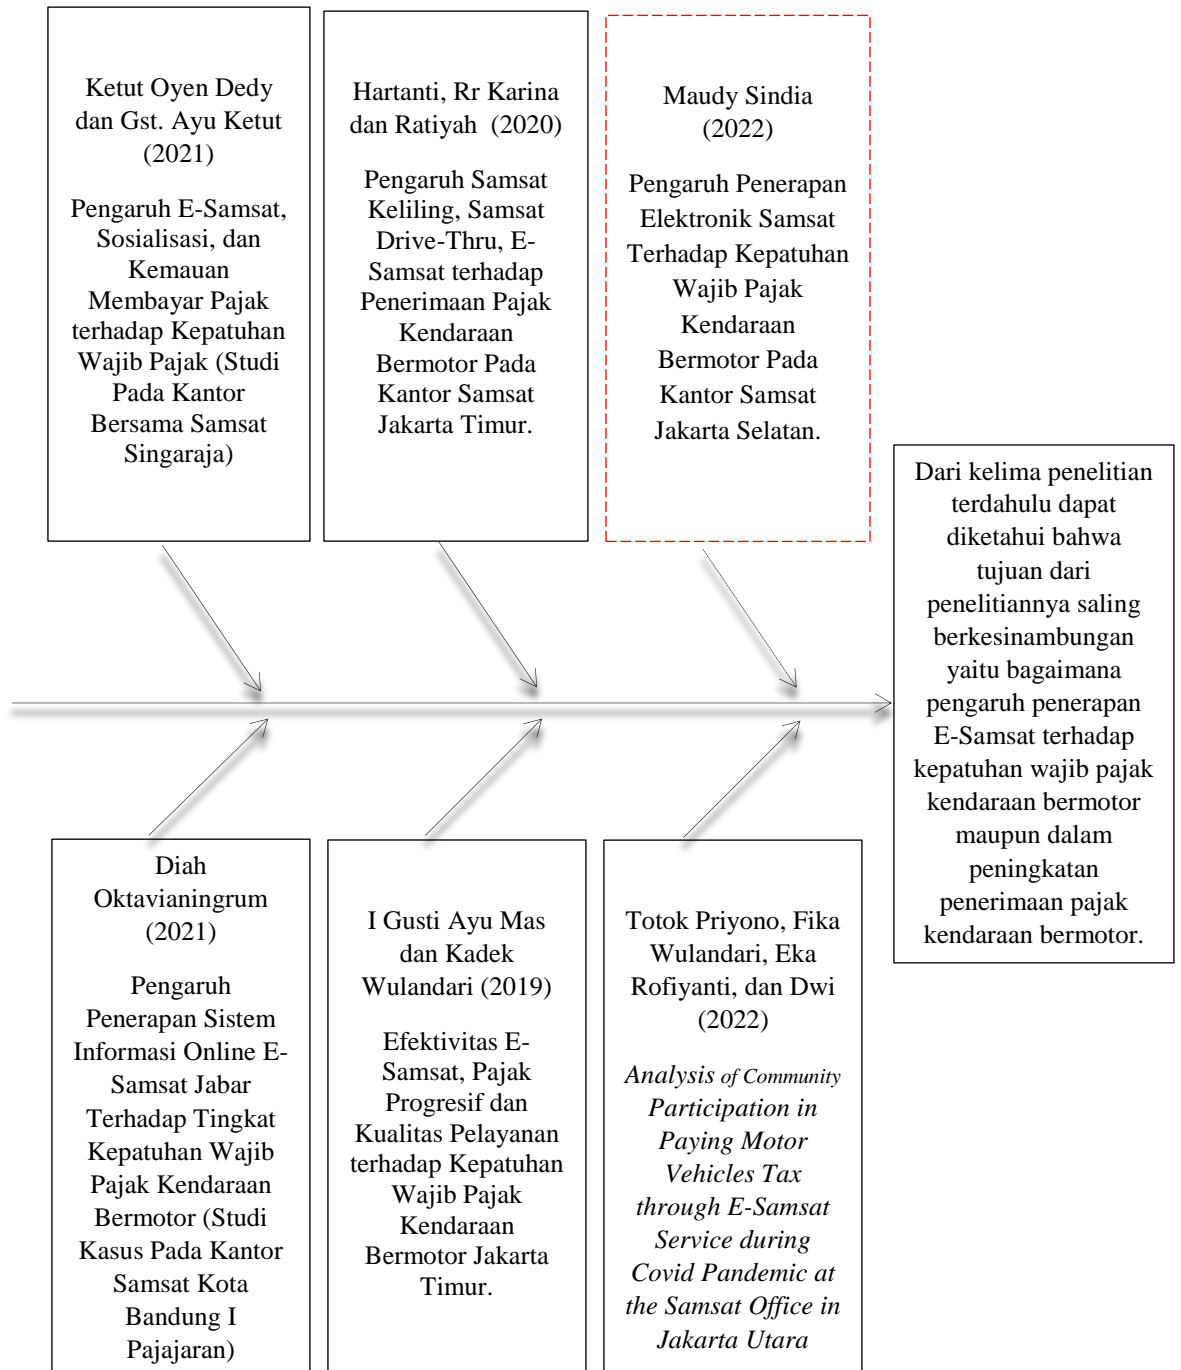 Ketut Oyen Dedy
dan Gst. Ayu Ketut
(2021)
Pengaruh E-Samsat,
Sosialisasi, dan
Kemauan
Membayar Pajak
terhadap Kepatuhan
Wajib Pajak (Studi
Pada Kantor
Bersama Samsat
Singaraja)
Hartanti, Rr Karina
dan Ratiyah (2020)
Pengaruh Samsat
Keliling, Samsat
Drive-Thru, E-
Samsat terhadap
Penerimaan Pajak
Kendaraan
Bermotor Pada
Kantor Samsat
Jakarta Timur.
Maudy Sindia
(2022)
Pengaruh Penerapan
Elektronik Samsat
Terhadap Kepatuhan
Wajib Pajak
Kendaraan
Bermotor Pada
Kantor Samsat
Jakarta Selatan.
Dari kelima penelitian
terdahulu dapat
diketahui bahwa
tujuan dari
penelitiannya saling
berkesinambungan
yaitu bagaimana
pengaruh penerapan
E-Samsat terhadap
kepatuhan wajib pajak
kendaraan bermotor
maupun dalam
peningkatan
penerimaan pajak
kendaraan bermotor.
Diah
Oktavianingrum
(2021)
Pengaruh
Penerapan Sistem
Informasi Online E-
Samsat Jabar
Terhadap Tingkat
Kepatuhan Wajib
Pajak Kendaraan
Bermotor (Studi
Kasus Pada Kantor
Samsat Kota
Bandung I
Pajajaran)
I Gusti Ayu Mas
dan Kadek
Wulandari (2019)
Efektivitas E-
Samsat, Pajak
Progresif dan
Kualitas Pelayanan
terhadap Kepatuhan
Wajib Pajak
Kendaraan
Bermotor Jakarta
Timur.
Totok Priyono, Fika
Wulandari, Eka
Rofiyanti, dan Dwi
(2022)
Analysis of Community
Participation in
Paying Motor
Vehicles Tax
through E-Samsat
Service during
Covid Pandemic at
the Samsat Office in
Jakarta Utara